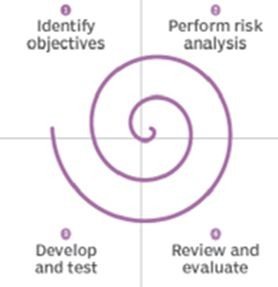 1
Identify
objectives
2
Perform risk
analysis
3
Develop
and test
4
Review and
evaluate